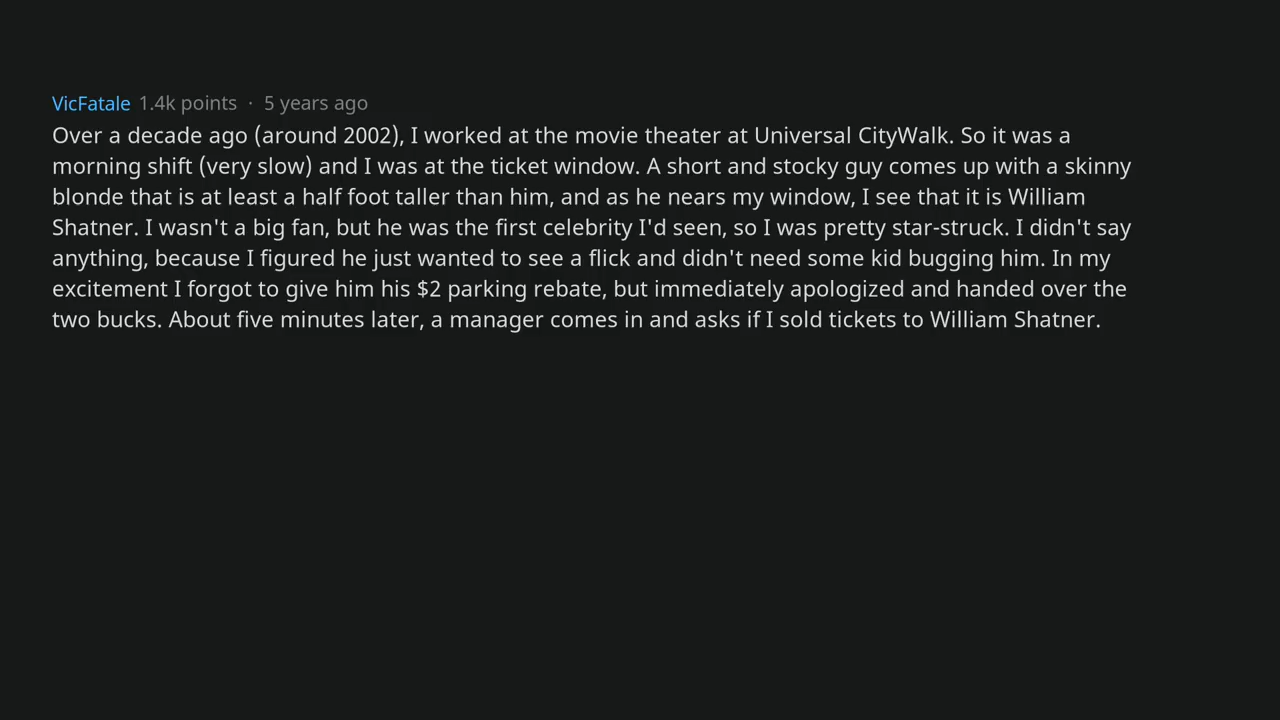 VicFatale 1.4k points · 5 years ago
Over a decade ago (around 2002), I worked at the movie theater at Universal CityWalk. So it was a
morning shift (very slow) and I was at the ticket window. A short and stocky guy comes up with a skinny
blonde that is at least a half foot taller than him, and as he nears my window, I see that it is William
Shatner. I wasn't a big fan, but he was the first celebrity I'd seen, so I was pretty star-struck. I didn't say
anything, because I figured he just wanted to see a flick and didn't need some kid bugging him. In my
excitement I forgot to give him his $2 parking rebate, but immediately apologized and handed over the
two bucks. About five minutes later, a manager comes in and asks if I sold tickets to William Shatner.